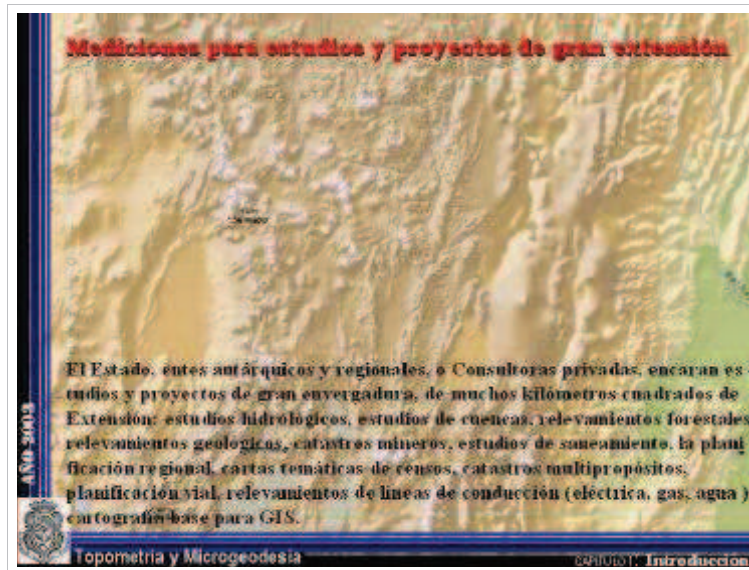 Mediciones para estudios y proyectos de gran extensión
El Estado, entes autárquicos y regionales, o Consultoras privadas, encaran es
tudios y proyectos de gran envergadura, de muchos kilómetros cuadrados de
Extensión: estudios hidrológicos, estudios de cuencas, relevamientos forestales
relevamientos geológicos, catastros mineros, estudios de saneamiento, la plani
ficación regional, cartas temáticas de censos, catastros multipropósitos,
planificación vial, relevamientos de líneas de conducción (eléctrica, gas, agua )
cartografía base para GIS.
AÑO 2003
Topometría y Microgeodesia
CAPITULO 1: Introducción